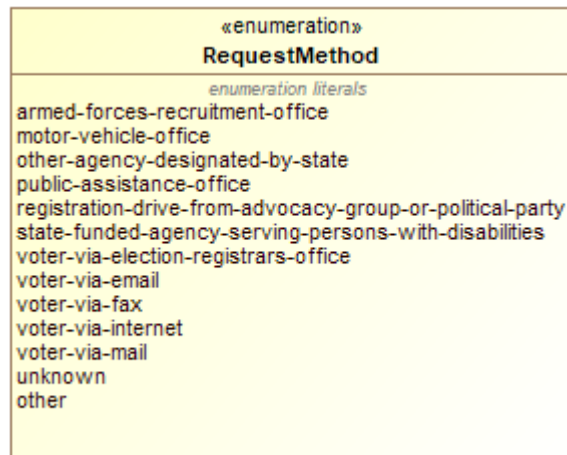 «enumeration»
RequestMethod
enumeration literals
armed-forces-recruitment-office
motor-vehicle-office
other-agency-designated-by-state
public-assistance-office
registration-drive-from-advocacy-group-or-political-party
state-funded-agency-serving-persons-with-disabilities
voter-via-election-registrars-office
voter-via-email
voter-via-fax
voter-via-internet
voter-via-mail
unknown
other